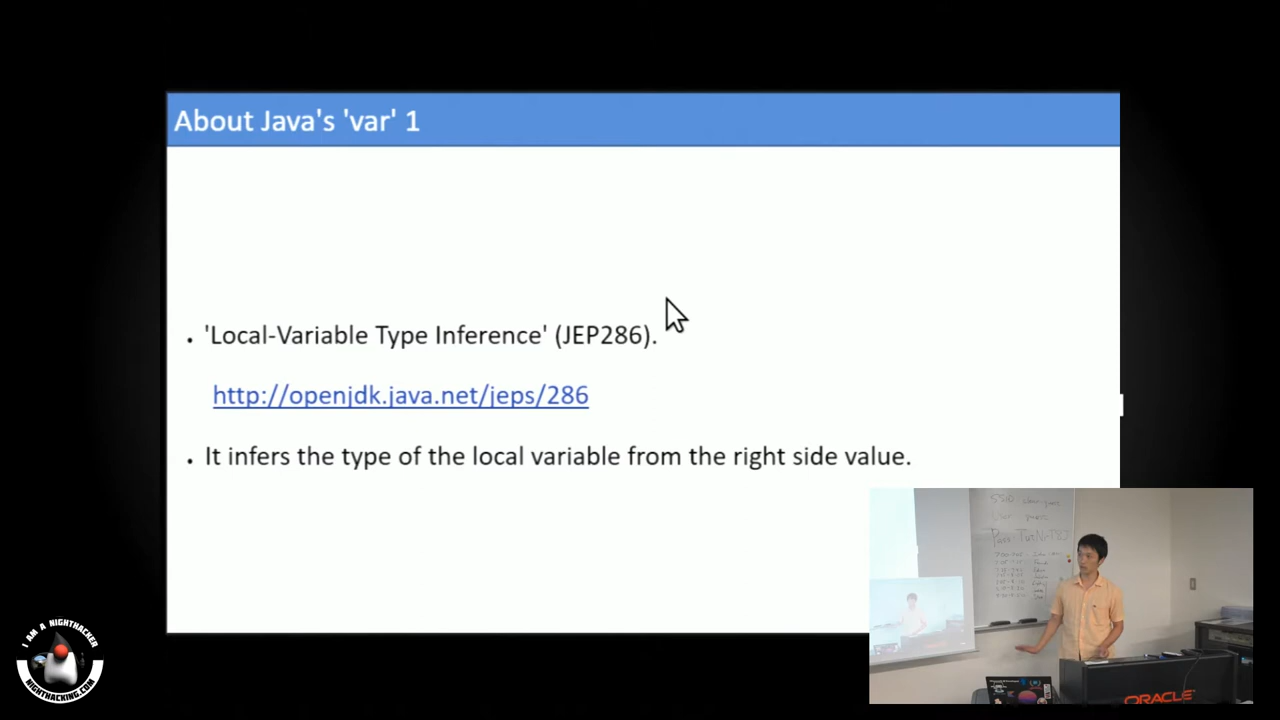 About Java's 'var' 1
• 'Local-Variable Type Inference' (JEP286).
http://openjdk.java.net/jeps/286
• It infers the type of the local variable from the right side value.
I AM A NIGHTHACKER
NIGHTHACKING.COM
ORACLE